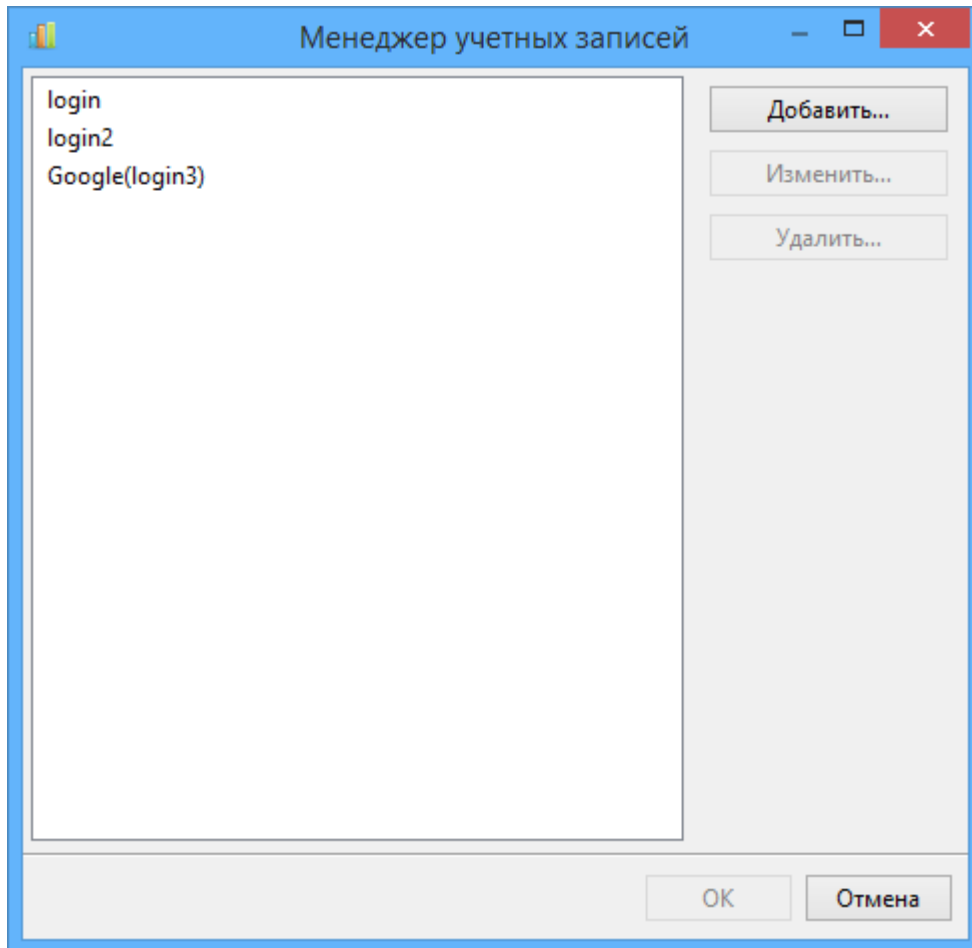 Менеджер учетных записей
login
login2
Google(login3)
Добавить...
Изменить...
Удалить...
OK
Отмена